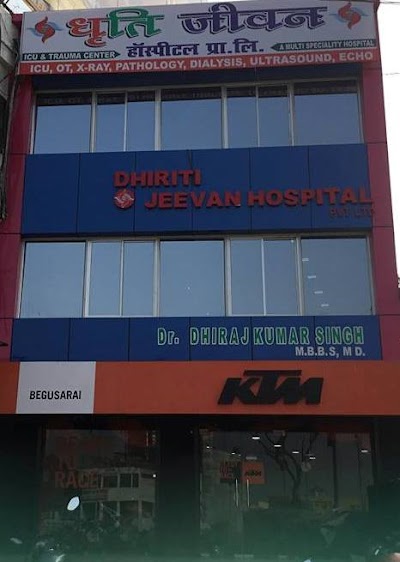 धृति जीवन
ICU & TRAUMA CENTER
हॉस्पीटल प्रा.लि.
A MULTI SPECIALITY HOSPITAL
ICU, OT, X-RAY, PATHOLOGY, DIALYSIS, ULTRASOUND, ECHO
DHIRITI
JEEVAN HOSPITAL
PVT LTD
Dr. DHIRAJ KUMAR SINGH
M.B.B.S, M D.
BEGUSARAI
KTM
RACE